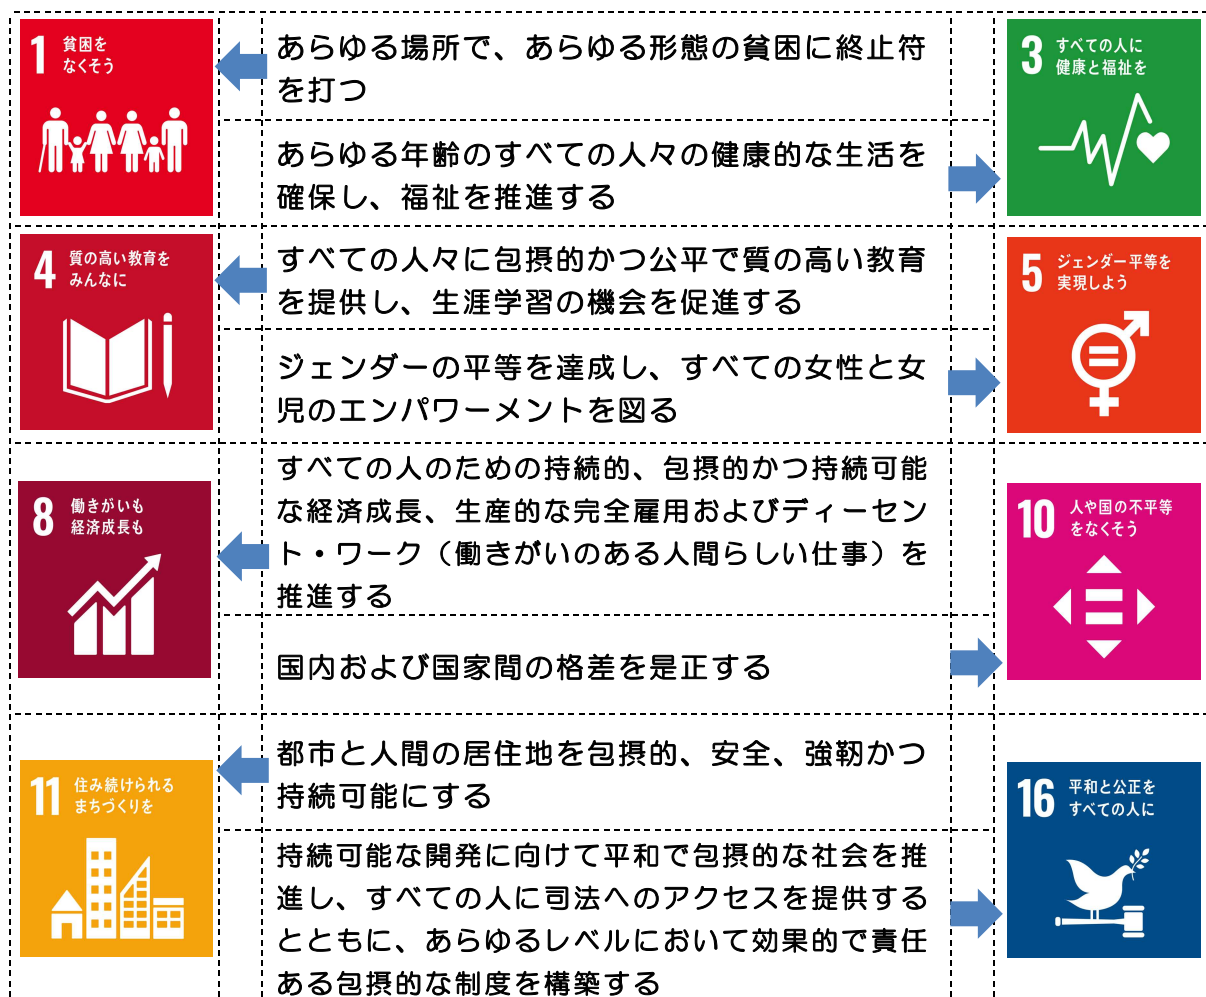 1 貧困を
なくそう
あらゆる場所で、あらゆる形態の貧困に終止符
を打つ
3 すべての人に
健康と福祉を
あらゆる年齢のすべての人々の健康的な生活を
確保し、福祉を推進する
4 質の高い教育を
みんなに
すべての人々に包摂的かつ公平で質の高い教育
を提供し、生涯学習の機会を促進する
5 ジェンダー平等を
実現しよう
ジェンダーの平等を達成し、すべての女性と女
児のエンパワーメントを図る
8 働きがいも
経済成長も
すべての人のための持続的、包摂的かつ持続可能
な経済成長、生産的な完全雇用およびディーセン
ト・ワーク（働きがいのある人間らしい仕事）を
推進する
10 人や国の不平等
をなくそう
国内および国家間の格差を是正する
11 住み続けられる
まちづくりを
都市と人間の居住地を包摂的、安全、強靭かつ
持続可能にする
16 平和と公正を
すべての人に
持続可能な開発に向けて平和で包摂的な社会を推
進し、すべての人に司法へのアクセスを提供する
とともに、あらゆるレベルにおいて効果的で責任
ある包摂的な制度を構築する